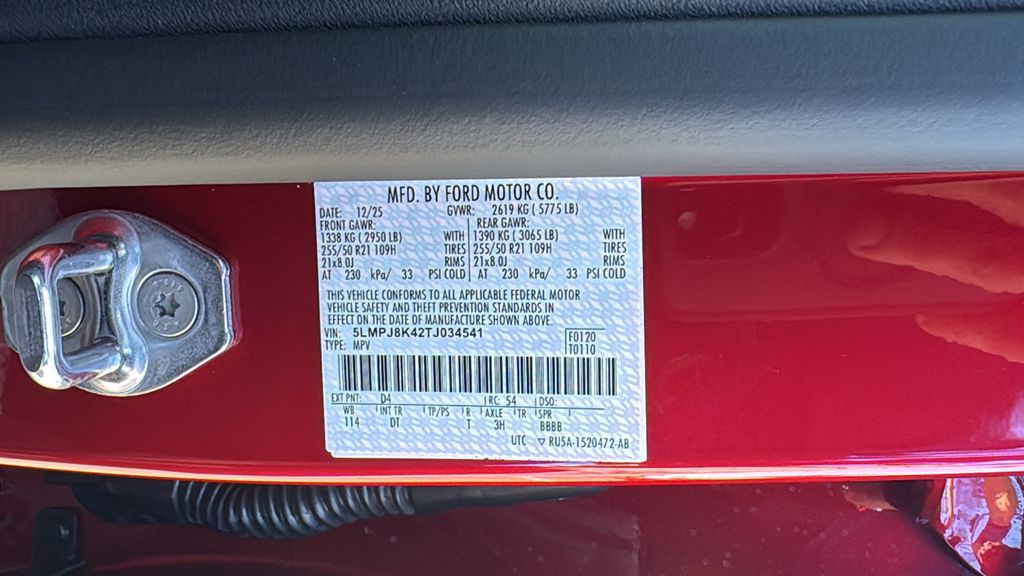 MFD. BY FORD MOTOR CO.
DATE: 12/25 GVWR: 2619 KG ( 5775 LB)
FRONT GAWR: REAR GAWR:
1338 KG ( 2950 LB) WITH 1390 KG ( 3065 LB) WITH
255/50 R21 109H TIRES 255/50 R21 109H TIRES
21x8.0J RIMS 21x8.0J RIMS
AT 230 kPa/ 33 PSI COLD AT 230 kPa/ 33 PSI COLD
THIS VEHICLE CONFORMS TO ALL APPLICABLE FEDERAL MOTOR
VEHICLE SAFETY AND THEFT PREVENTION STANDARDS IN
EFFECT ON THE DATE OF MANUFACTURE SHOWN ABOVE.
VIN: 5LMPJ8K42TJ034541 F0120
TYPE: MPV T0110
EXT PNT: D4 RC: 54 DSO:
WB INT TR TP/PS R AXLE TR SPR
114 DT T 3H BBBB
UTC ▽ RU5A-1520472-AB